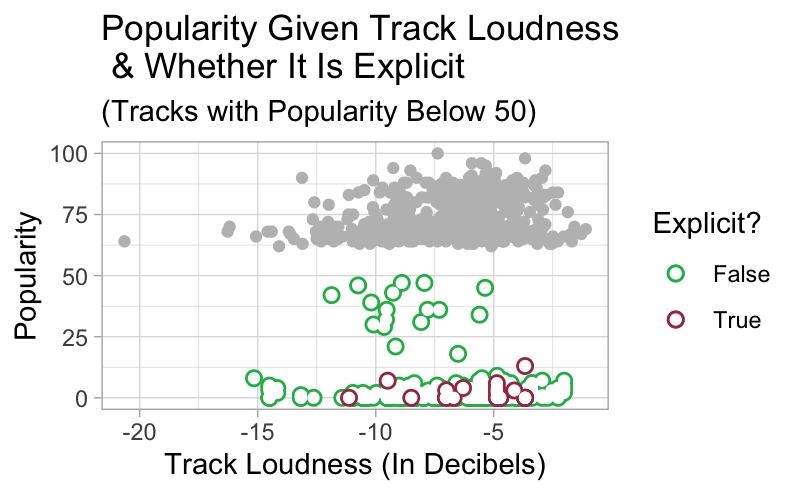 Popularity Given Track Loudness
& Whether It Is Explicit
(Tracks with Popularity Below 50)
100
75
50
25
0
Popularity
-20 -15 -10 -5
Track Loudness (In Decibels)
Explicit?
False
True